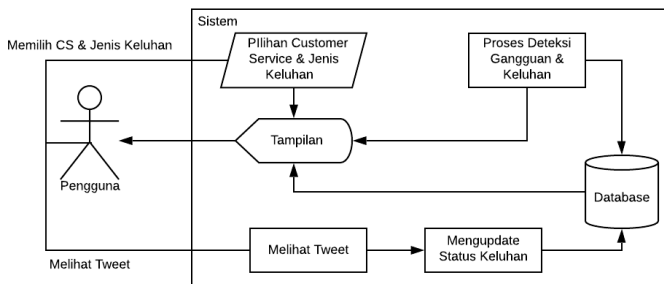 Sistem
Memilih CS & Jenis Keluhan
PIlihan Customer
Service & Jenis
Keluhan
Proses Deteksi
Gangguan &
Keluhan
Tampilan
Pengguna
Database
Melihat Tweet
Melihat Tweet
Mengupdate
Status Keluhan